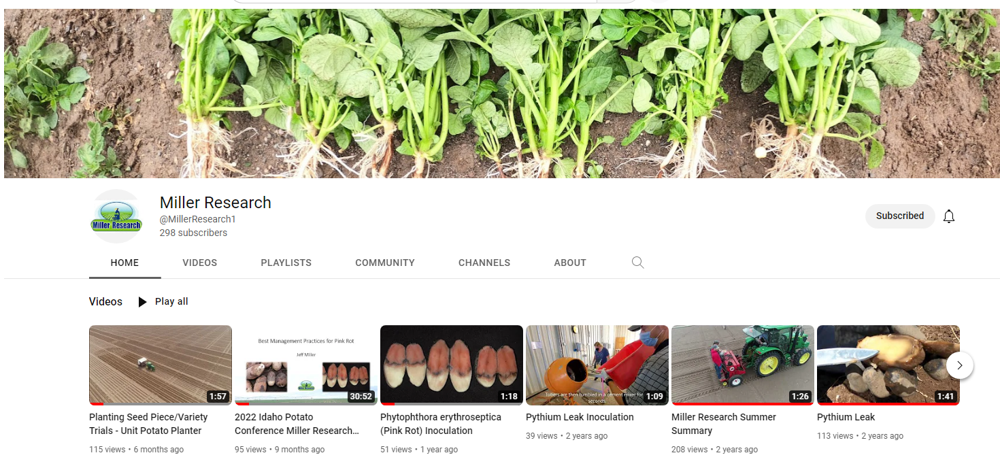 Miller Research
Miller Research
@MillerResearch1
298 subscribers
Subscribed
HOME
VIDEOS
PLAYLISTS
COMMUNITY
CHANNELS
ABOUT
Videos
Play all
1:57
Best Management Practices for Pink Rot
Jeff Miller
30:52
1:18
Tubers are then tumbled in a cement mixer for
seconds.
1:09
1:26
1:41
Planting Seed Piece/Variety
Trials - Unit Potato Planter
115 views • 6 months ago
2022 Idaho Potato
Conference Miller Research...
95 views • 9 months ago
Phytophthora erythroseptica
(Pink Rot) Inoculation
51 views • 1 year ago
Pythium Leak Inoculation
39 views • 2 years ago
Miller Research Summer
Summary
208 views • 2 years ago
Pythium Leak
113 views • 2 years ago